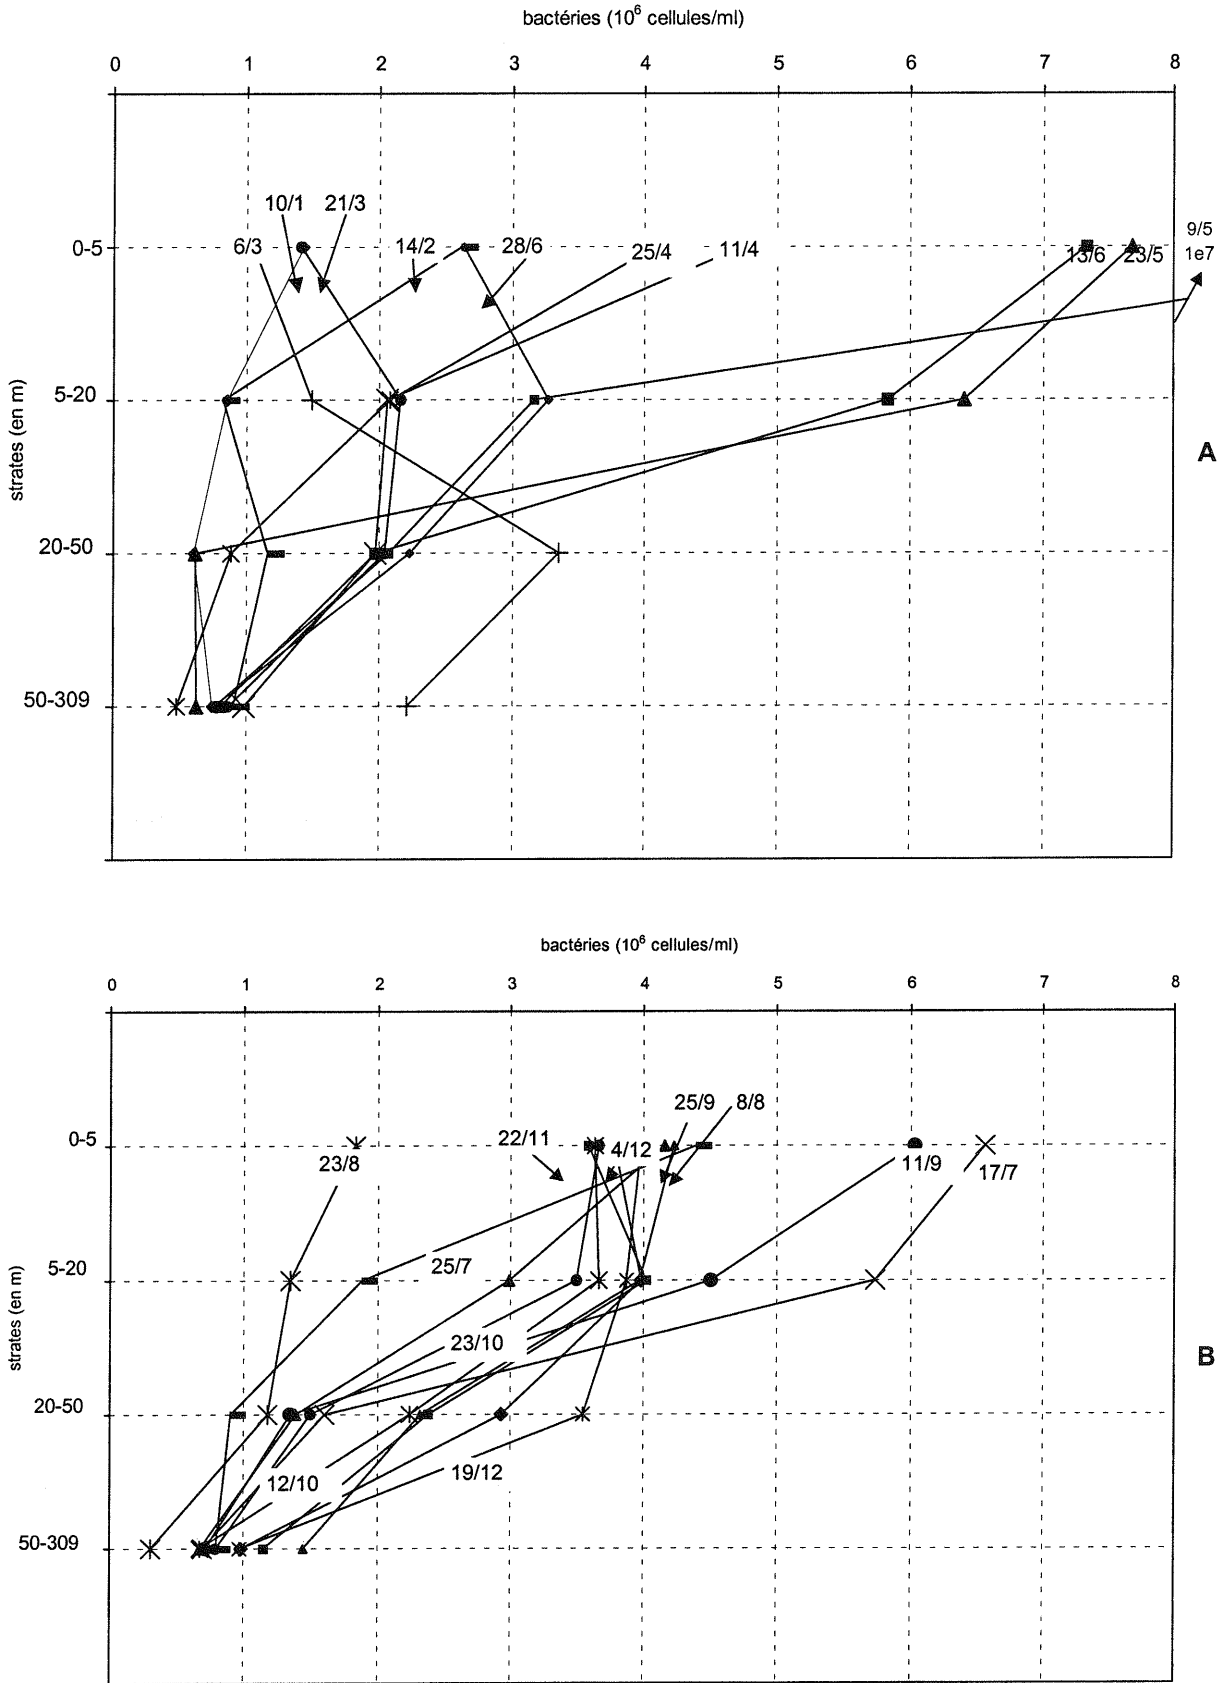 bactéries (10⁶ cellules/ml)
0 1 2 3 4 5 6 7 8
10/1 21/3
9/5
6/3 14/2 28/6 25/4 11/4
0-5 13/6 23/5 1e7
5-20
strates (en m)
A
20-50
50-309
bactéries (10⁶ cellules/ml)
0 1 2 3 4 5 6 7 8
25/9 8/8
0-5 22/11 4/12
23/8 11/9 17/7
25/7
5-20
strates (en m)
23/10 B
20-50
12/10 19/12
50-309